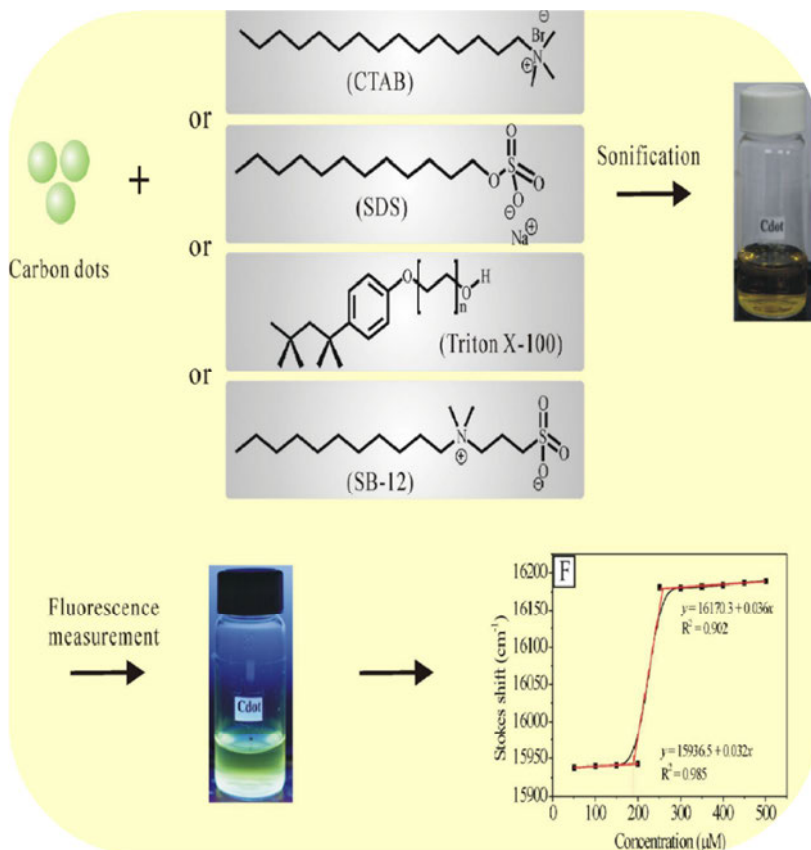 Br
⊖
N
⊕
(CTAB)
or
O
S
O
O
O
⊖
Na⊕
(SDS)
Sonification
Cdot
+
Carbon dots
or
O
O
H
n
(Triton X-100)
or
N
⊕
O
S
O
O
⊖
(SB-12)
Fluorescence
measurement
Cdot
F
Stokes shift (cm⁻¹)
16200
16150
16100
16050
16000
15950
15900
y = 16170.3 + 0.036x
R² = 0.902
y = 15936.5 + 0.032x
R² = 0.985
0 100 200 300 400 500
Concentration (μM)